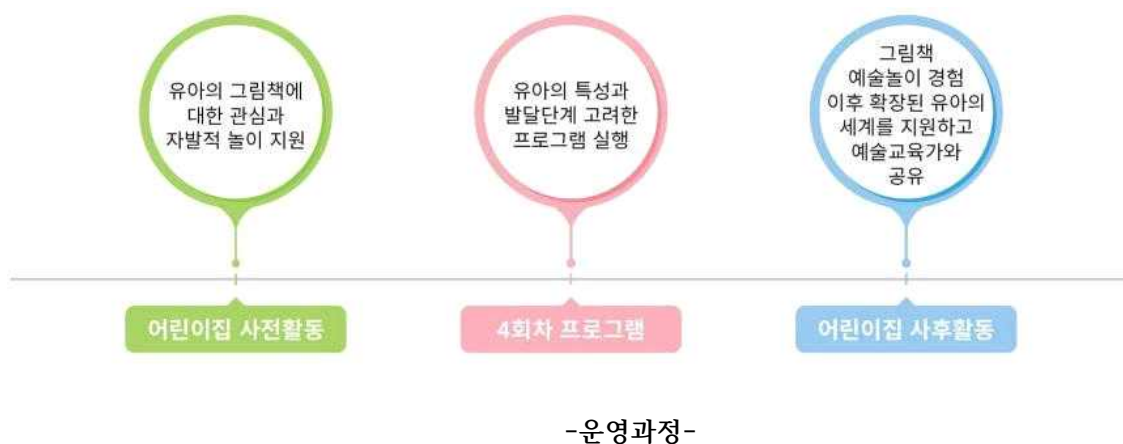 유아의 그림책에
대한 관심과
자발적 놀이 지원
유아의 특성과
발달단계 고려한
프로그램 실행
그림책
예술놀이 경험
이후 확장된 유아의
세계를 지원하고
예술교육가와
공유
어린이집 사전활동
4회차 프로그램
어린이집 사후활동
-운영과정-